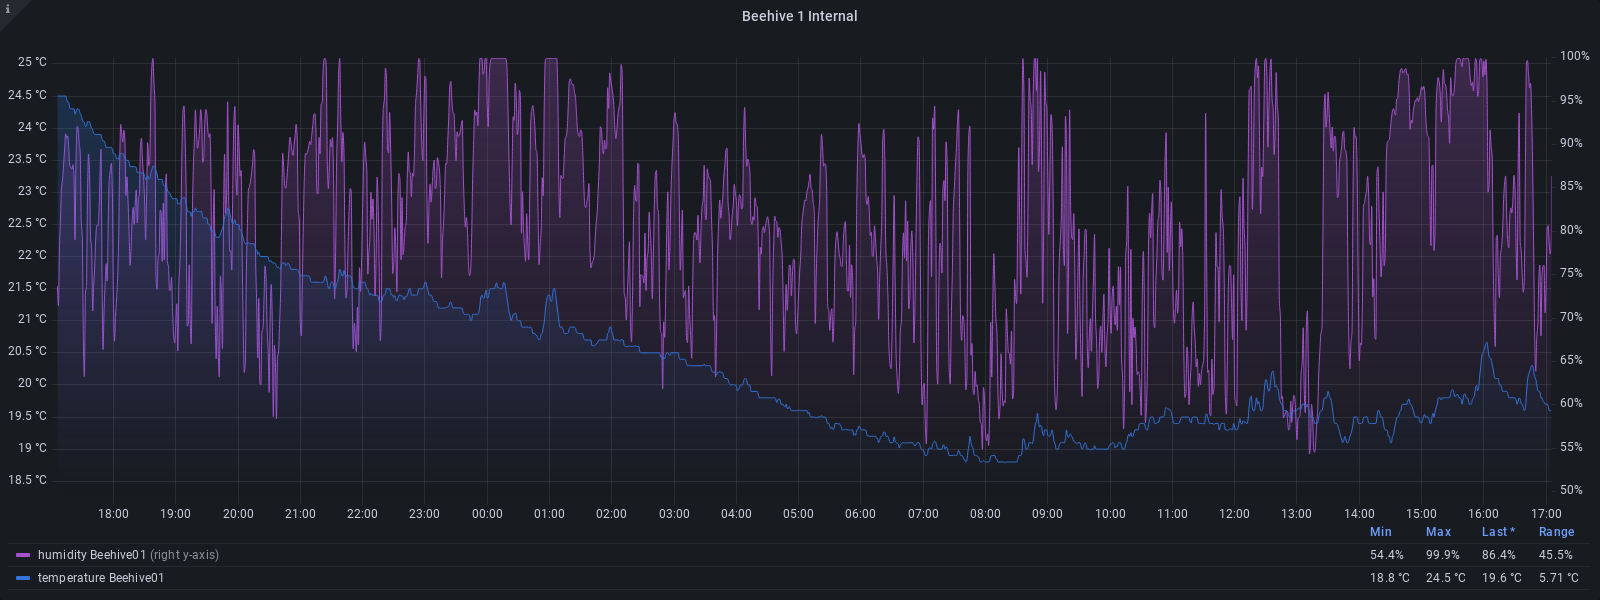 i
Beehive 1 Internal
25 °C
24.5 °C
24 °C
23.5 °C
23 °C
22.5 °C
22 °C
21.5 °C
21 °C
20.5 °C
20 °C
19.5 °C
19 °C
18.5 °C
100%
95%
90%
85%
80%
75%
70%
65%
60%
55%
50%
18:00 19:00 20:00 21:00 22:00 23:00 00:00 01:00 02:00 03:00 04:00 05:00 06:00 07:00 08:00 09:00 10:00 11:00 12:00 13:00 14:00 15:00 16:00 17:00
Min Max Last * Range
humidity Beehive01 (right y-axis) 54.4% 99.9% 86.4% 45.5%
temperature Beehive01 18.8 °C 24.5 °C 19.6 °C 5.71 °C